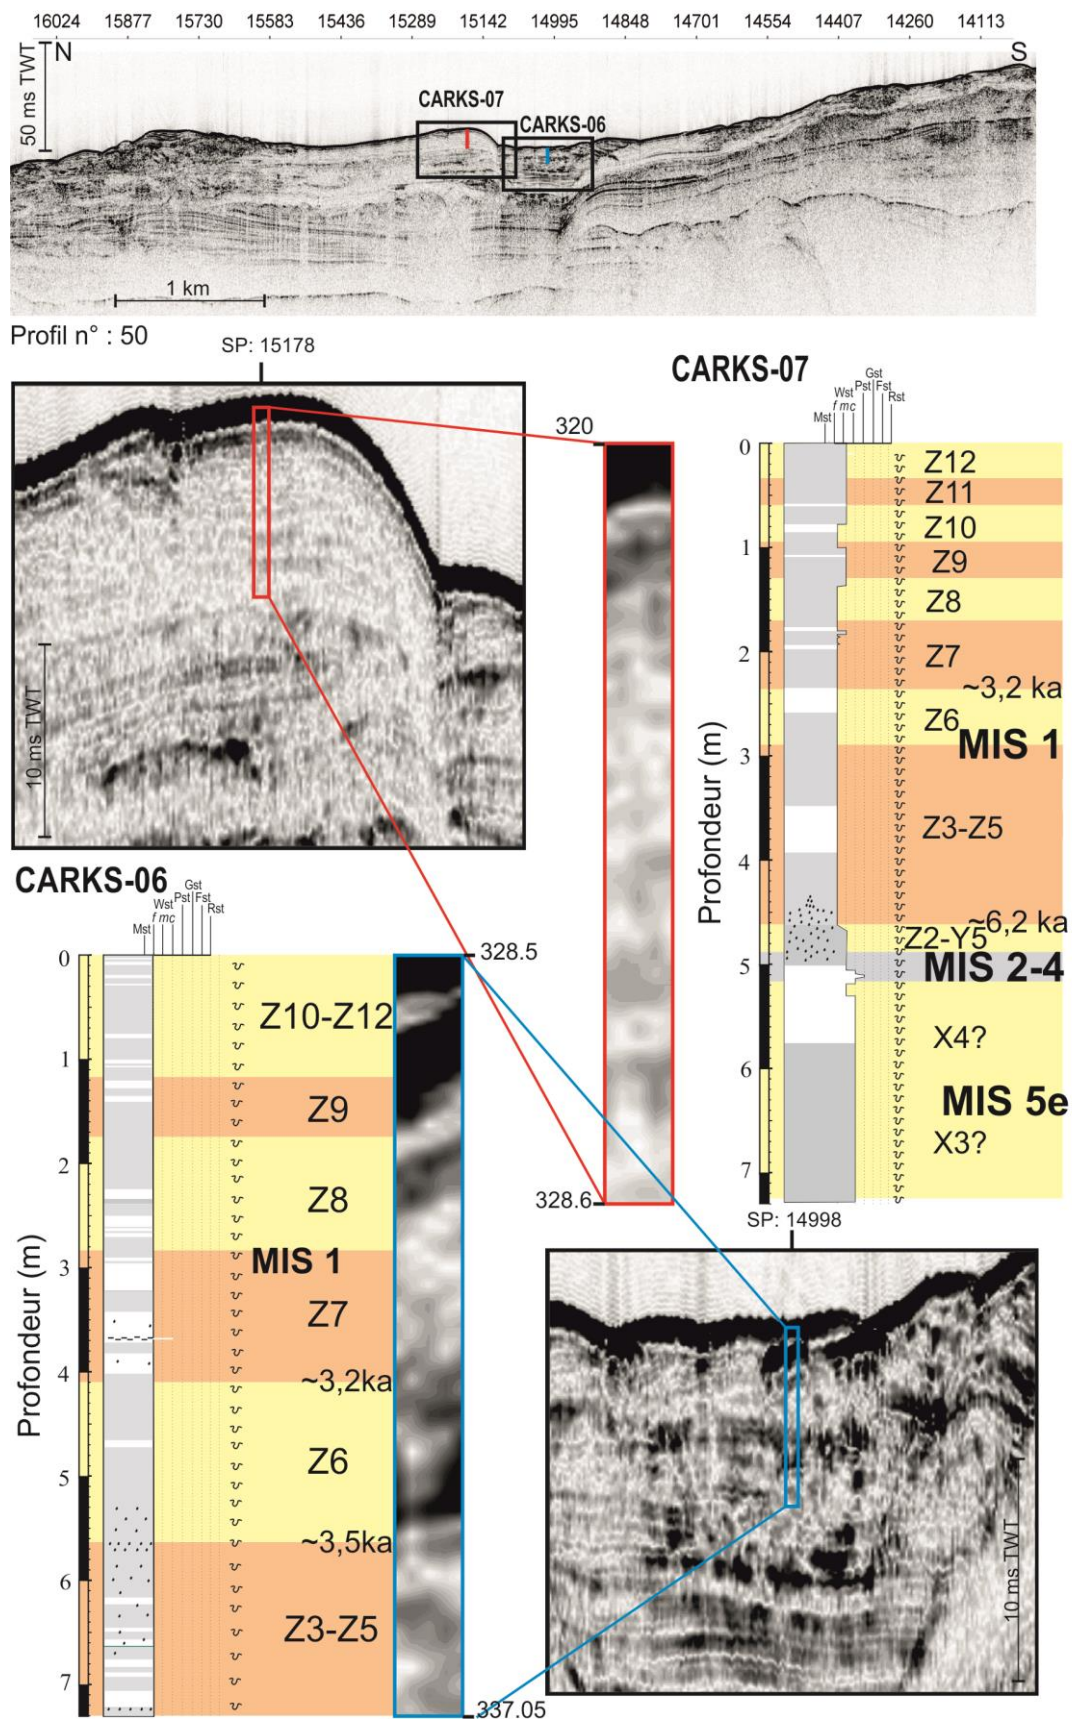 16024 15877 15730 15583 15436 15289 15142 14995 14848 14701 14554 14407 14260 14113
N
S
50 ms TWT
CARKS-07
CARKS-06
1 km
Profil n° : 50
SP: 15178
10 ms TWT
320
328.6
CARKS-07
Mst
f mc
Wst
Pst
Gst
Fst
Rst
Profondeur (m)
0
1
2
3
4
5
6
7
Z12
Z11
Z10
Z9
Z8
Z7
~3,2 ka
Z6
MIS 1
Z3-Z5
~6,2 ka
Z2-Y5
MIS 2-4
X4?
MIS 5e
X3?
CARKS-06
Mst
f mc
Wst
Pst
Gst
Fst
Rst
Profondeur (m)
0
1
2
3
4
5
6
7
Z10-Z12
Z9
Z8
MIS 1
Z7
~3,2ka
Z6
~3,5ka
Z3-Z5
328.5
337.05
SP: 14998
10 ms TWT